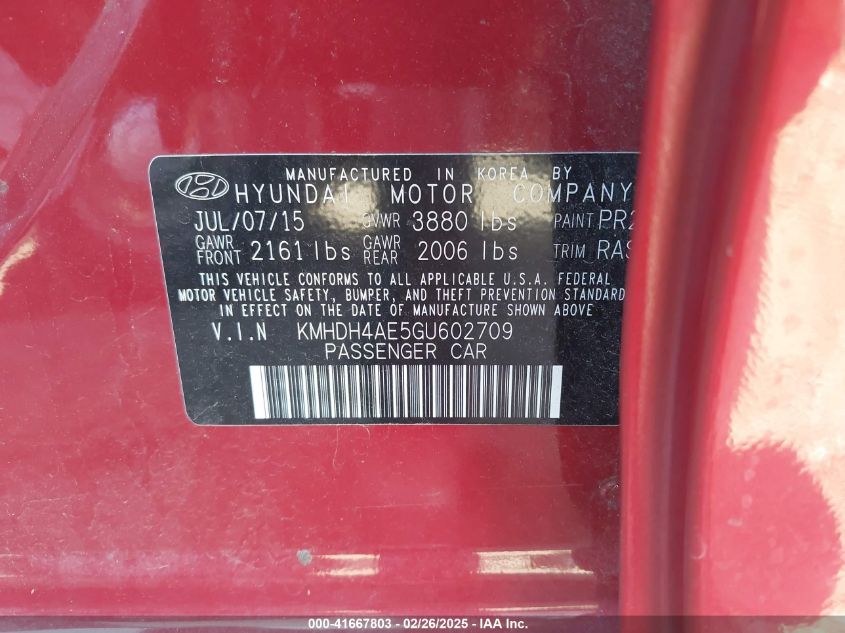 MANUFACTURED IN KOREA BY
HYUNDAI MOTOR COMPANY
JUL/07/15 GVWR 3880 lbs PAINT PR2
GAWR FRONT 2161 lbs GAWR REAR 2006 lbs TRIM RAS
THIS VEHICLE CONFORMS TO ALL APPLICABLE U.S.A. FEDERAL
MOTOR VEHICLE SAFETY, BUMPER, AND THEFT PREVENTION STANDARD
IN EFFECT ON THE DATE OF MANUFACTURE SHOWN ABOVE
V.I.N KMHDH4AE5GU602709
PASSENGER CAR
000-41667803 - 02/26/2025 - IAA Inc.